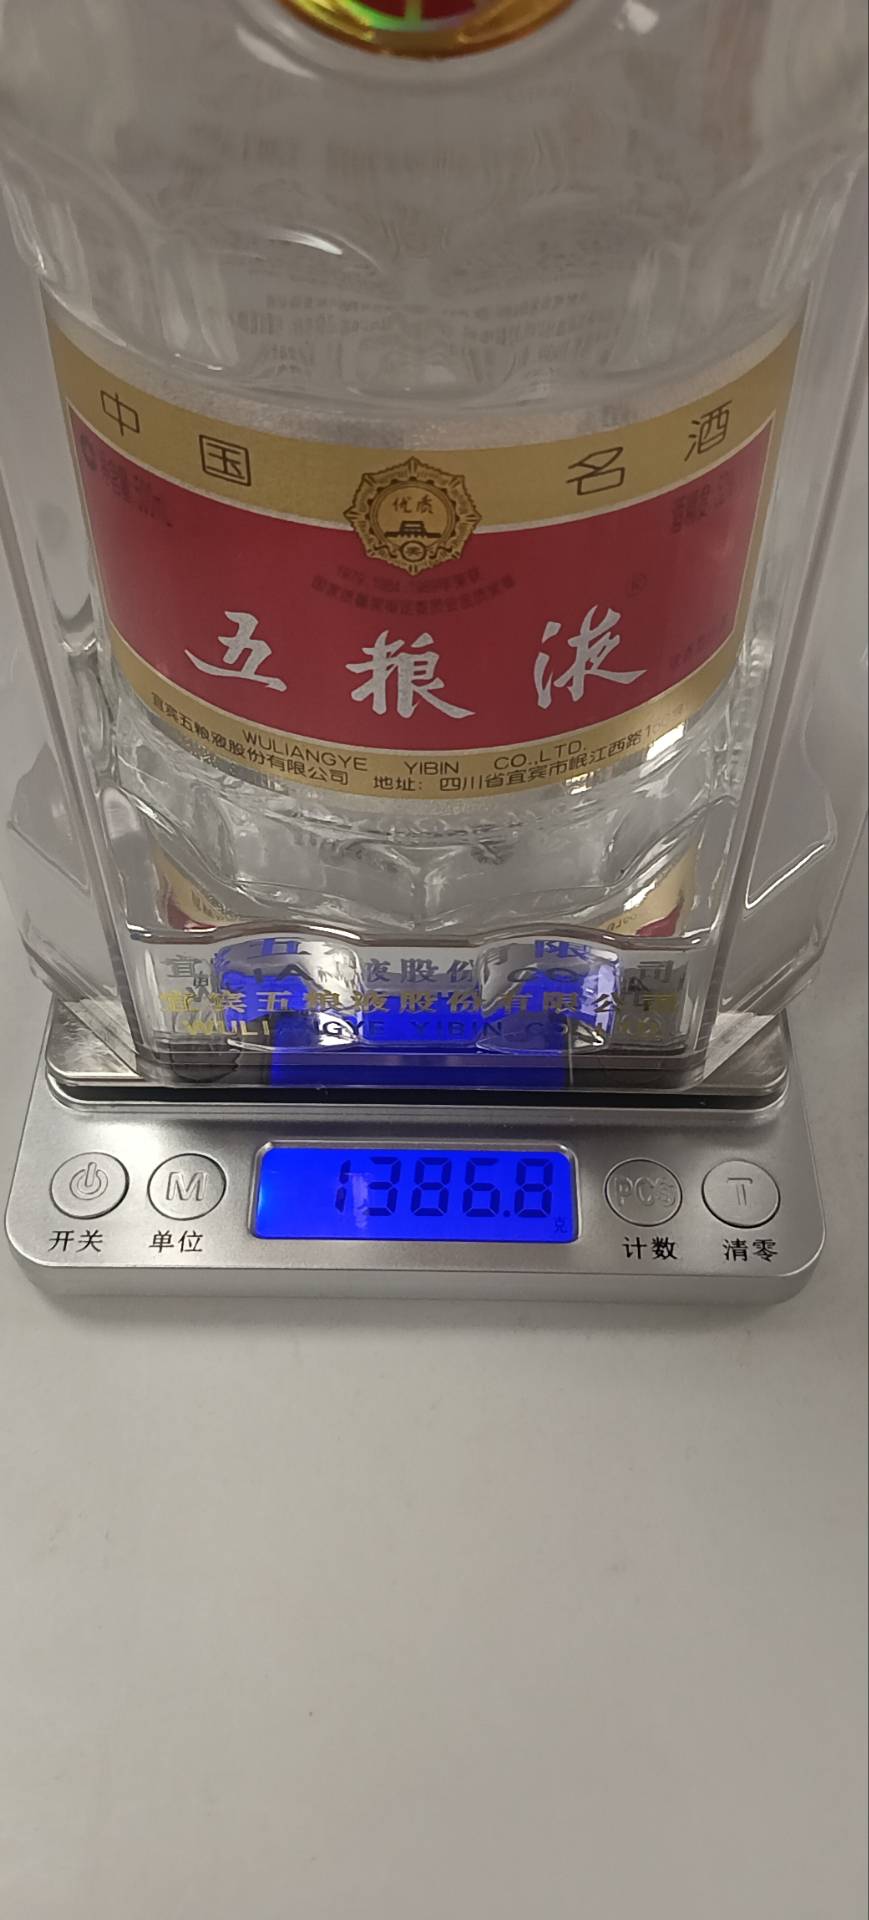 中国名酒
优质
奖
五粮液
®
WULIANGYE YIBIN CO.,LTD.
宜宾五粮液股份有限公司 地址：四川省宜宾市岷江西路
宜宾五粮液股份有限公司
WULIANGYE YIBIN CO.,LTD.
1386.8
克
M PCS T
开关 单位 计数 清零